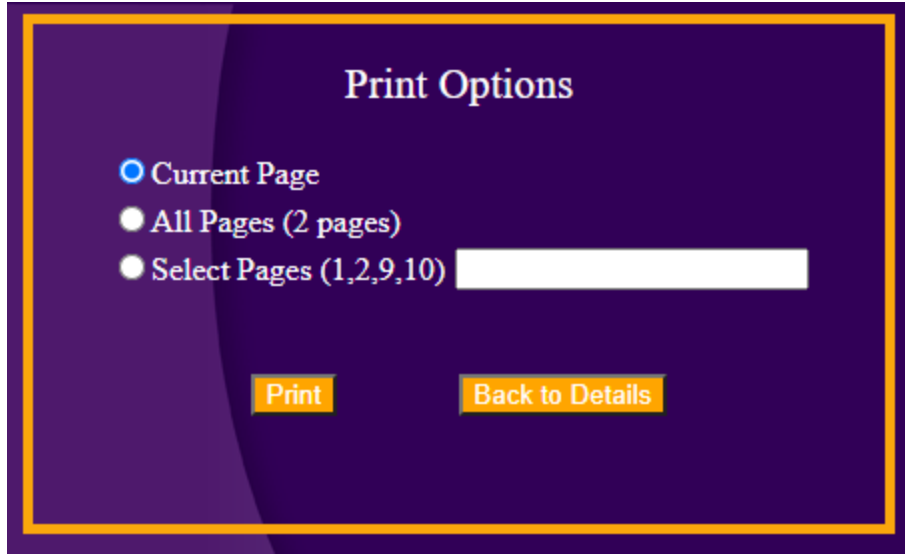 Print Options
Current Page
All Pages (2 pages)
Select Pages (1,2,9,10)
Print Back to Details